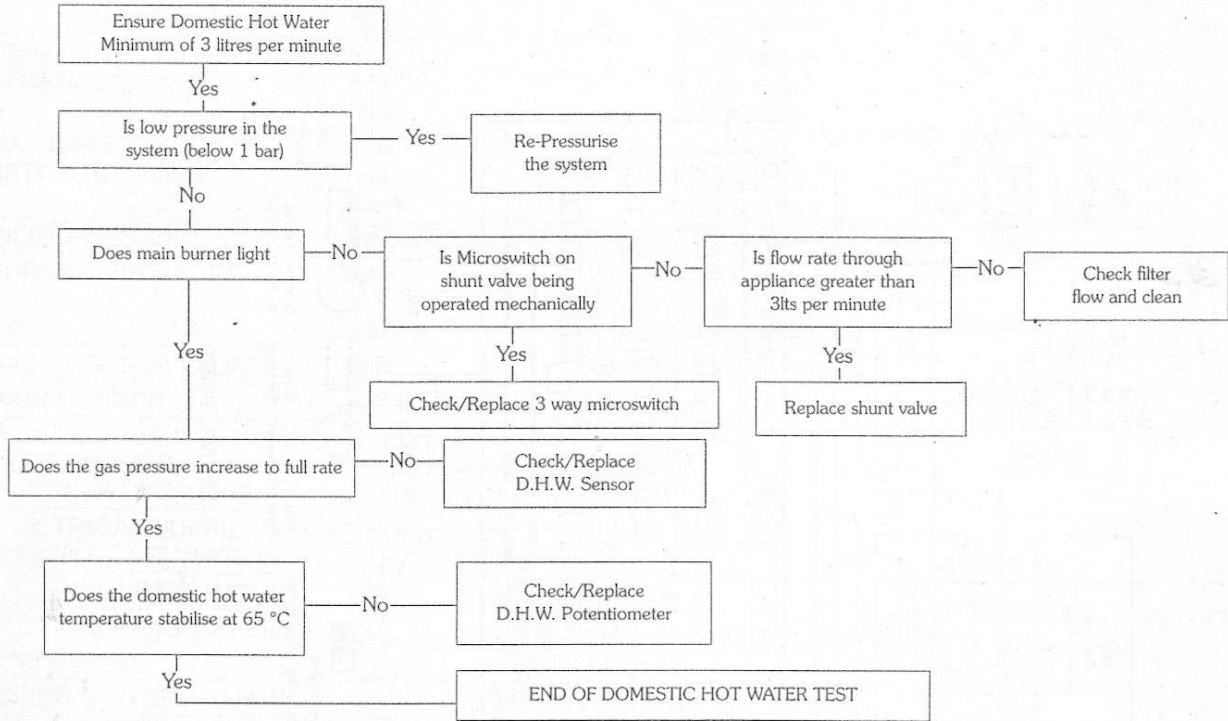 Ensure Domestic Hot Water
Minimum of 3 litres per minute
Yes
Is low pressure in the
system (below 1 bar)
Yes
Re-Pressurise
the system
No
Does main burner light
No
Is Microswitch on
shunt valve being
operated mechanically
No
Is flow rate through
appliance greater than
3lts per minute
No
Check filter
flow and clean
Yes
Yes
Check/Replace 3 way microswitch
Yes
Replace shunt valve
Does the gas pressure increase to full rate
No
Check/Replace
D.H.W. Sensor
Yes
Does the domestic hot water
temperature stabilise at 65 °C
No
Check/Replace
D.H.W. Potentiometer
Yes
END OF DOMESTIC HOT WATER TEST